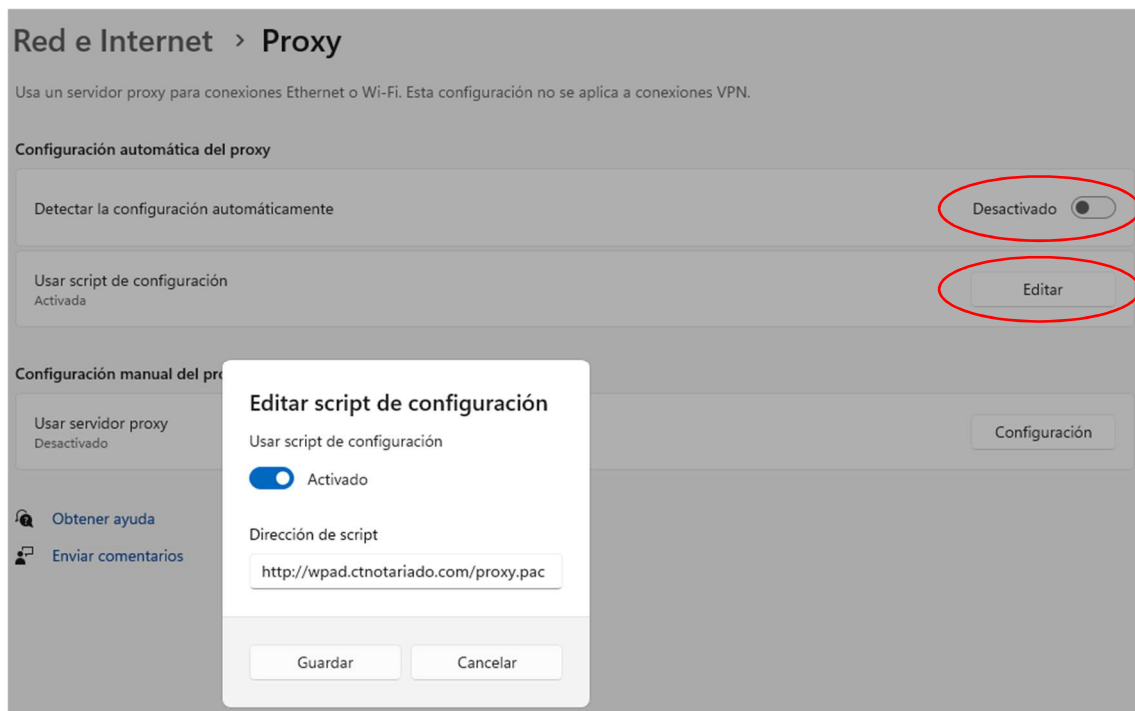 Red e Internet > Proxy
Usa un servidor proxy para conexiones Ethernet o Wi-Fi. Esta configuración no se aplica a conexiones VPN.
Configuración automática del proxy
Detectar la configuración automáticamente
Desactivado
Usar script de configuración
Activada
Editar
Configuración manual del pro
Usar servidor proxy
Desactivado
Configuración
Obtener ayuda
Enviar comentarios
Editar script de configuración
Usar script de configuración
Activado
Dirección de script
http://wpad.ctnotariado.com/proxy.pac
Guardar
Cancelar